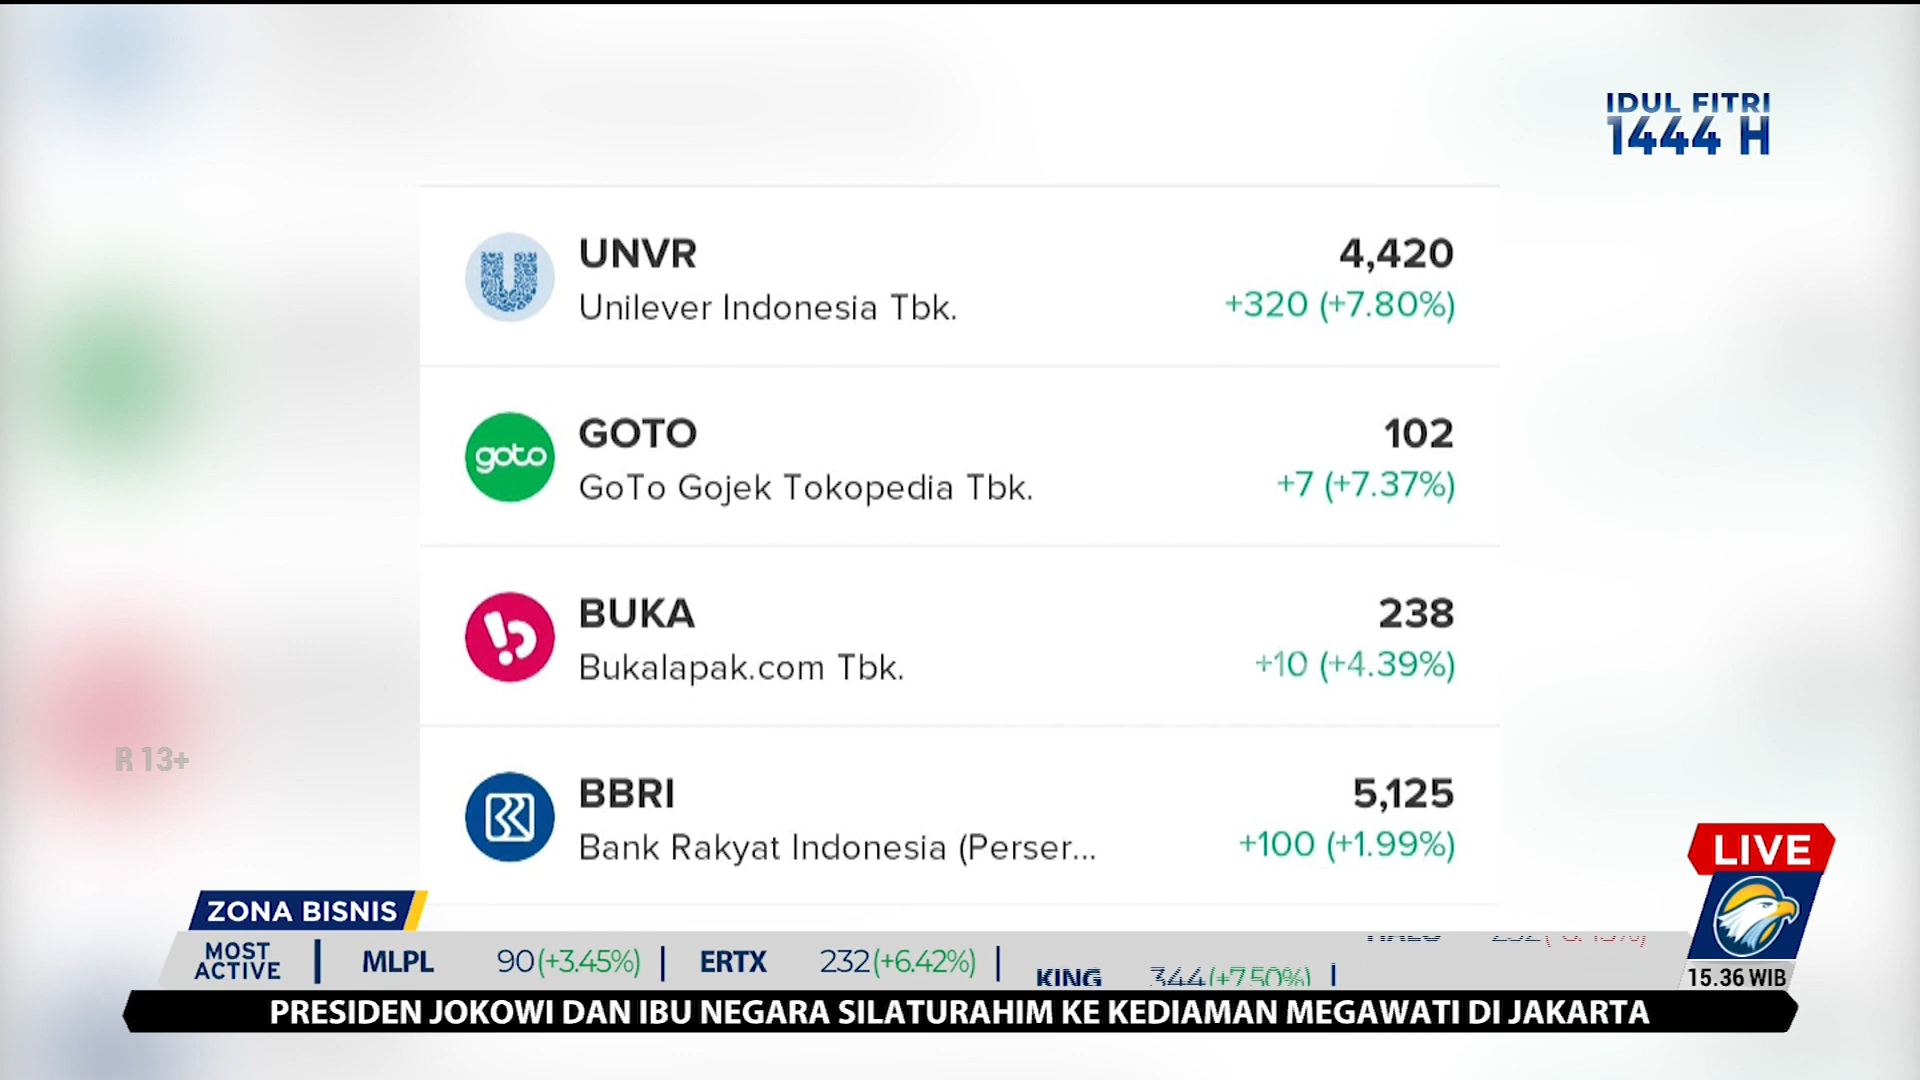 IDUL FITRI
1444 H
UNVR
4,420
Unilever Indonesia Tbk.
+320 (+7.80%)
goto
GOTO
102
GoTo Gojek Tokopedia Tbk.
+7 (+7.37%)
BUKA
238
Bukalapak.com Tbk.
+10 (+4.39%)
BBRI
5,125
Bank Rakyat Indonesia (Perser...
+100 (+1.99%)
R 13+
LIVE
ZONA BISNIS
MOST ACTIVE | MLPL 90(+3.45%) | ERTX 232(+6.42%) | KING 344(+7.50%) |
15.36 WIB
PRESIDEN JOKOWI DAN IBU NEGARA SILATURAHIM KE KEDIAMAN MEGAWATI DI JAKARTA